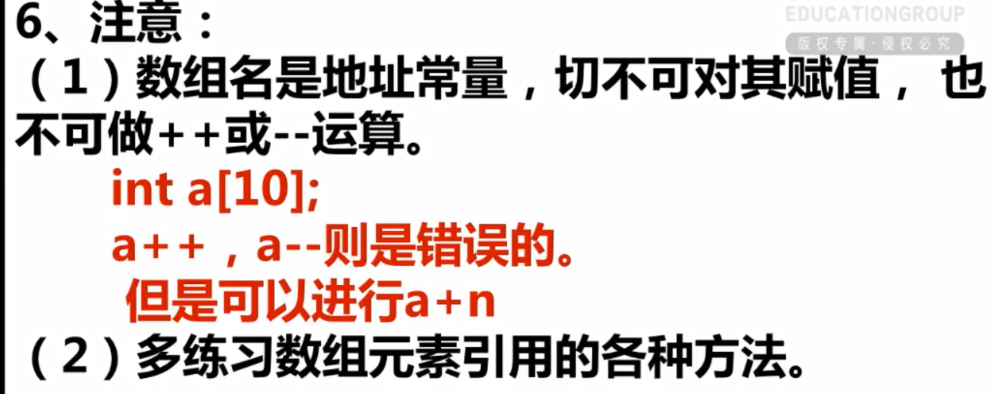 EDUCATIONGROUP
版权专属·侵权必究
6、注意：
（1）数组名是地址常量，切不可对其赋值， 也
不可做++或--运算。
int a[10];
a++，a--则是错误的。
但是可以进行a+n
（2）多练习数组元素引用的各种方法。